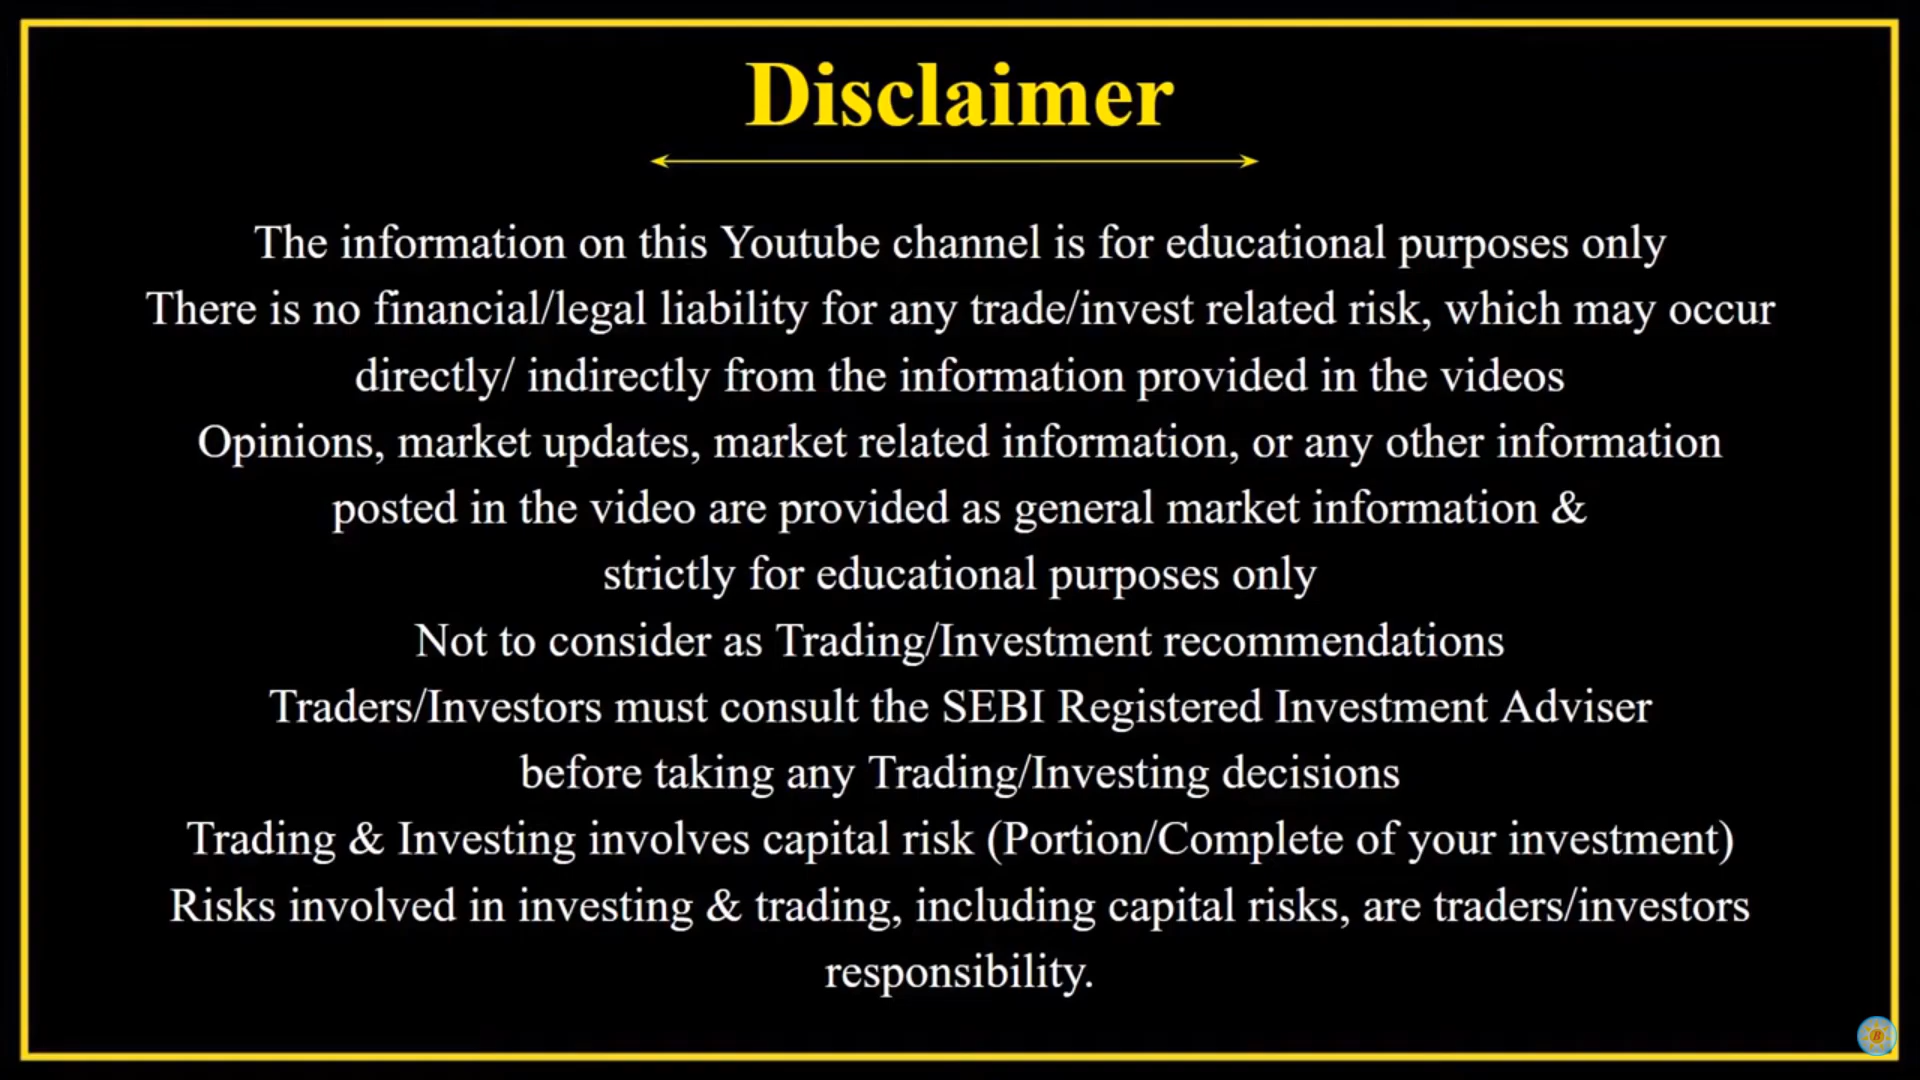 Disclaimer
The information on this Youtube channel is for educational purposes only
There is no financial/legal liability for any trade/invest related risk, which may occur
directly/ indirectly from the information provided in the videos
Opinions, market updates, market related information, or any other information
posted in the video are provided as general market information &
strictly for educational purposes only
Not to consider as Trading/Investment recommendations
Traders/Investors must consult the SEBI Registered Investment Adviser
before taking any Trading/Investing decisions
Trading & Investing involves capital risk (Portion/Complete of your investment)
Risks involved in investing & trading, including capital risks, are traders/investors
responsibility.